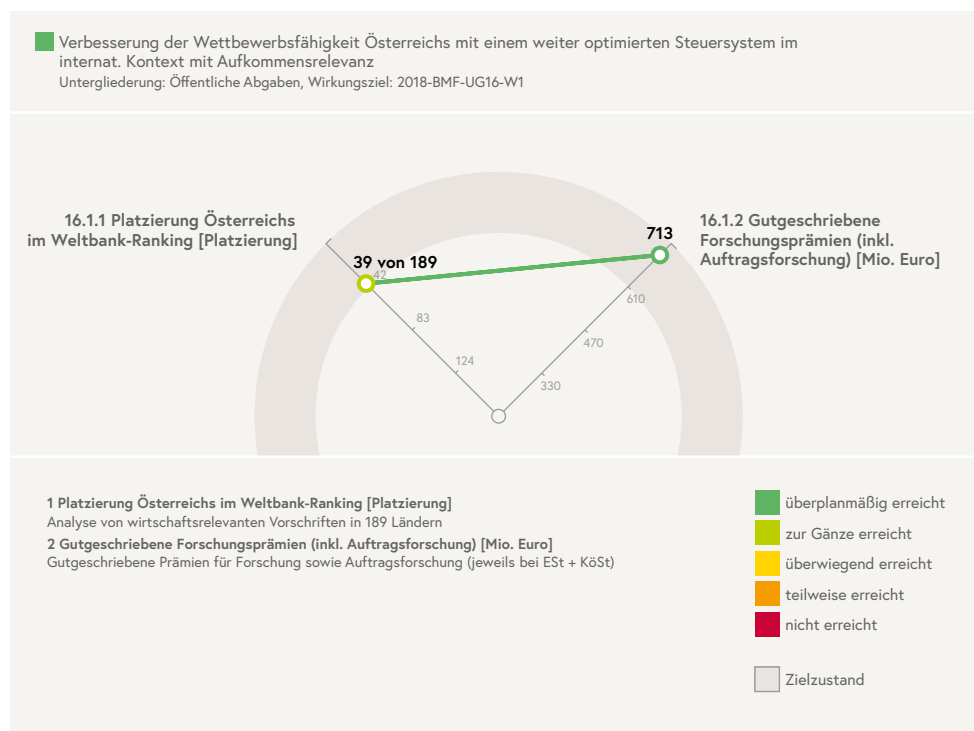 Verbesserung der Wettbewerbsfähigkeit Österreichs mit einem weiter optimierten Steuersystem im
internat. Kontext mit Aufkommensrelevanz
Untergliederung: Öffentliche Abgaben, Wirkungsziel: 2018-BMF-UG16-W1
16.1.1 Platzierung Österreichs
im Weltbank-Ranking [Platzierung]
39 von 189
42
83
124
713
16.1.2 Gutgeschriebene
Forschungsprämien (inkl.
Auftragsforschung) [Mio. Euro]
610
470
330
1 Platzierung Österreichs im Weltbank-Ranking [Platzierung]
Analyse von wirtschaftsrelevanten Vorschriften in 189 Ländern
2 Gutgeschriebene Forschungsprämien (inkl. Auftragsforschung) [Mio. Euro]
Gutgeschriebene Prämien für Forschung sowie Auftragsforschung (jeweils bei ESt + KöSt)
überplanmäßig erreicht
zur Gänze erreicht
überwiegend erreicht
teilweise erreicht
nicht erreicht
Zielzustand